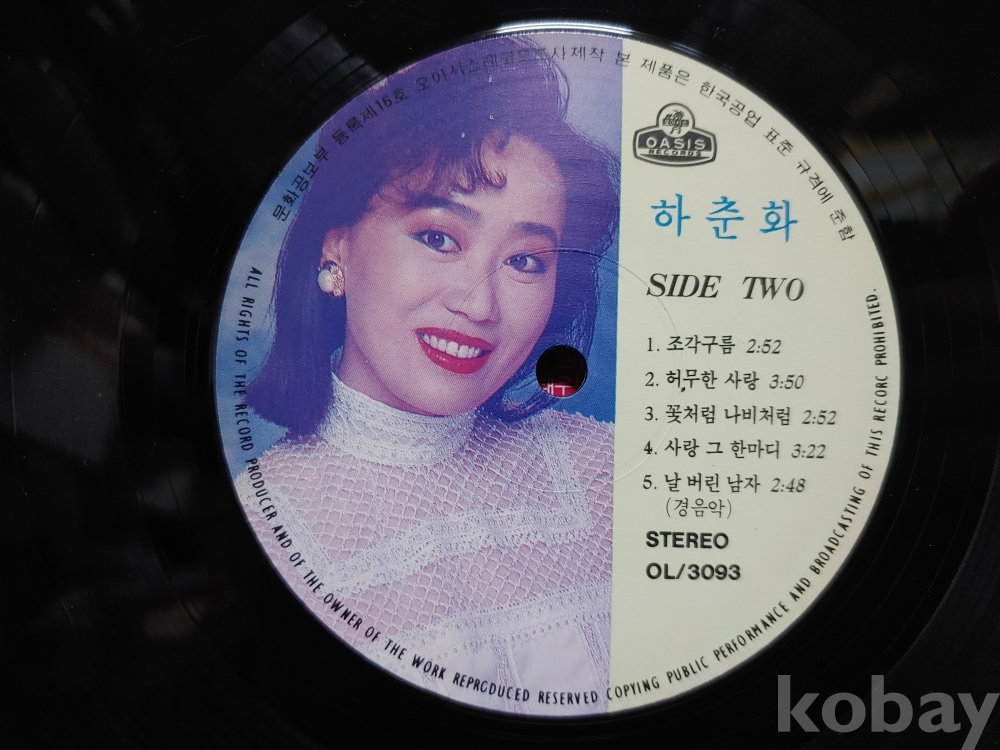 문화공보부 등록제16호 오아시스레코드사제작 본 제품은 한국공업 표준 규격에 준함
OASIS
RECORDS
하춘화
SIDE TWO
1. 조각구름 2:52
2. 허무한 사랑 3:50
3. 꽃처럼 나비처럼 2:52
4. 사랑 그 한마디 3:22
5. 날 버린 남자 2:48
(경음악)
STEREO
OL/3093
ALL RIGHTS OF THE RECORD PRODUCER AND OF THE OWNER OF THE WORK REPRODUCED RESERVED COPYING PUBLIC PERFORMANCE AND BROADCASTING OF THIS RECORC PROHIBITED.
kobay